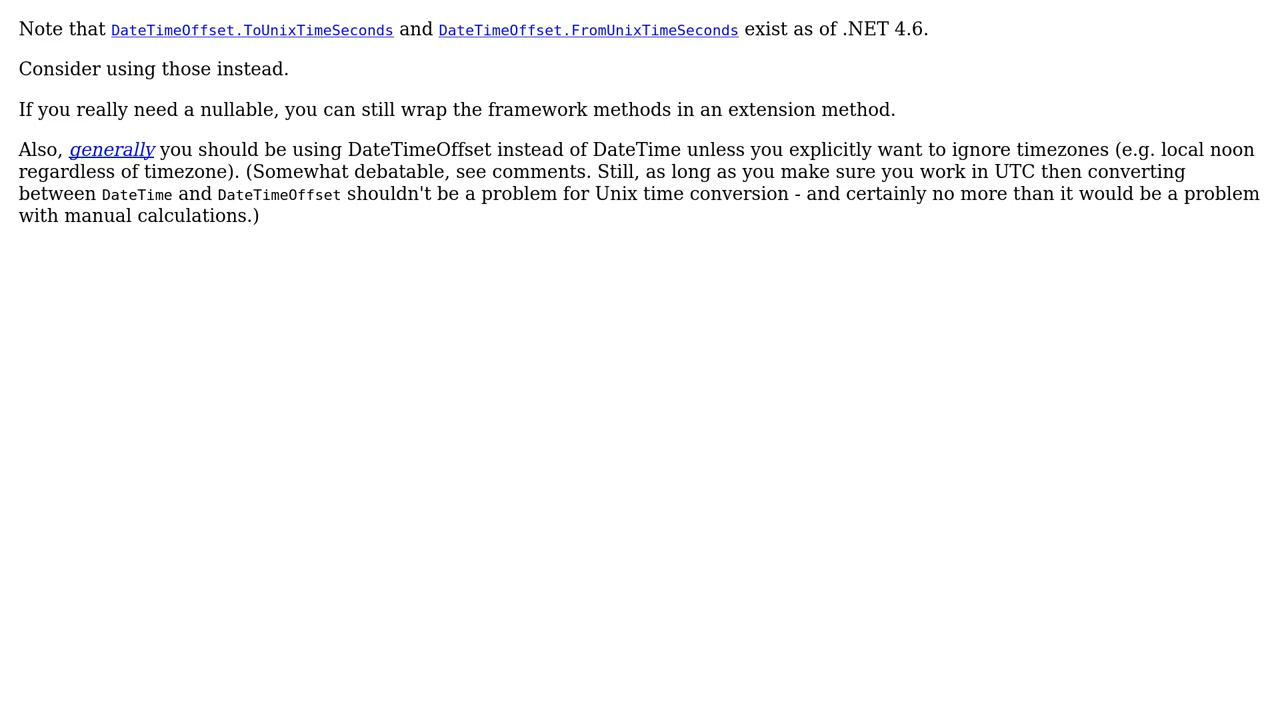 Note that DateTimeOffset.ToUnixTimeSeconds and DateTimeOffset.FromUnixTimeSeconds exist as of .NET 4.6.
Consider using those instead.
If you really need a nullable, you can still wrap the framework methods in an extension method.
Also, generally you should be using DateTimeOffset instead of DateTime unless you explicitly want to ignore timezones (e.g. local noon
regardless of timezone). (Somewhat debatable, see comments. Still, as long as you make sure you work in UTC then converting
between DateTime and DateTimeOffset shouldn't be a problem for Unix time conversion - and certainly no more than it would be a problem
with manual calculations.)